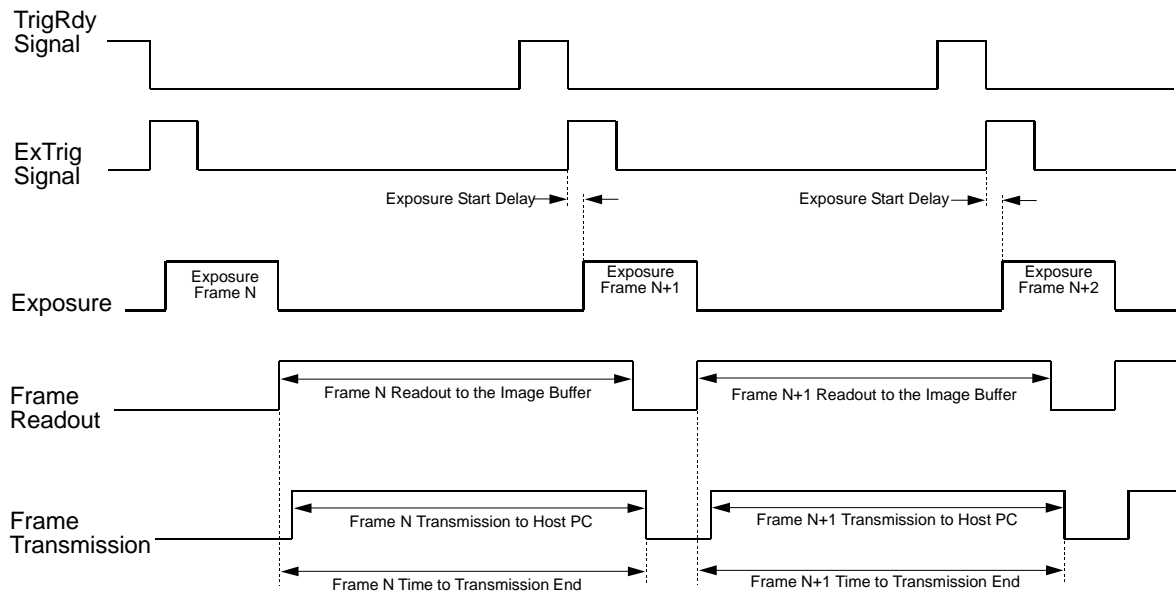 TrigRdy
Signal
ExTrig
Signal
Exposure Start Delay
Exposure Start Delay
Exposure
Exposure
Frame N
Exposure
Frame N+1
Exposure
Frame N+2
Frame
Readout
Frame N Readout to the Image Buffer
Frame N+1 Readout to the Image Buffer
Frame
Transmission
Frame N Transmission to Host PC
Frame N+1 Transmission to Host PC
Frame N Time to Transmission End
Frame N+1 Time to Transmission End